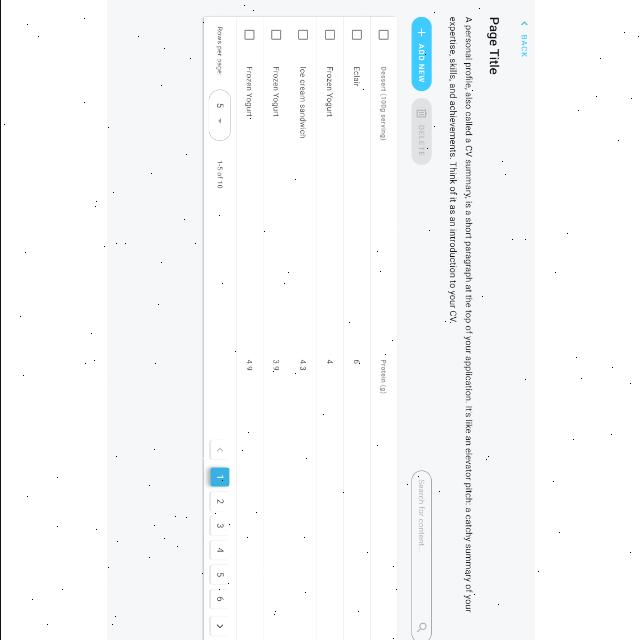 BACK
Page Title
A personal profile, also called a CV summary, is a short paragraph at the top of your application. It's like an elevator pitch: a catchy summary of your
expertise, skills, and achievements. Think of it as an introduction to your CV.
+ ADD NEW
DELETE
Search for content
Dessert (100g serving) Protein (g)
Eclair 6
Frozen Yogurt 4
Ice cream sandwich 4.3
Frozen Yogurt 3.9
Frozen Yogurt 4.9
Rows per page: 5 1-5 of 10 1 2 3 4 5 6